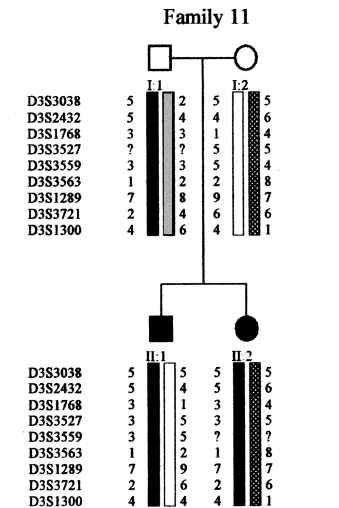 Family 11
I:1 I:2
D3S3038 5 2 5 5
D3S2432 5 4 4 6
D3S1768 3 3 1 4
D3S3527 ? ? 5 5
D3S3559 3 3 5 4
D3S3563 1 2 2 8
D3S1289 7 8 9 7
D3S3721 2 4 6 6
D3S1300 4 6 4 1
II:1 II:2
D3S3038 5 5 5 5
D3S2432 5 4 5 6
D3S1768 3 1 3 4
D3S3527 3 5 3 5
D3S3559 3 5 ? ?
D3S3563 1 2 1 8
D3S1289 7 9 7 7
D3S3721 2 6 2 6
D3S1300 4 4 4 1